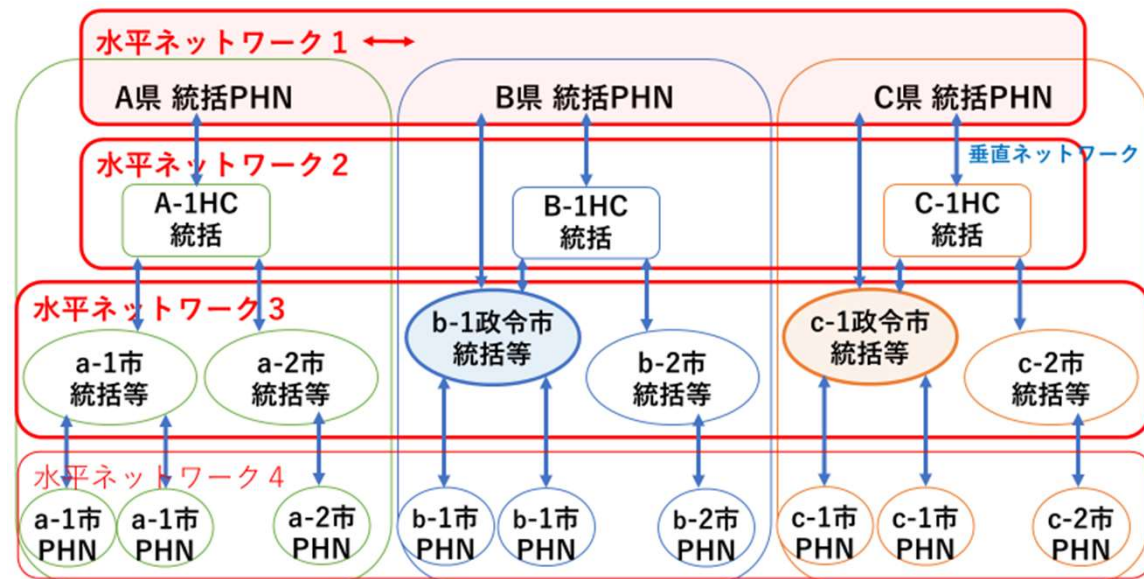 水平ネットワーク１
A県 統括PHN
B県 統括PHN
C県 統括PHN
水平ネットワーク２
垂直ネットワーク
A-1HC
統括
B-1HC
統括
C-1HC
統括
水平ネットワーク３
a-1市
統括等
a-2市
統括等
b-1政令市
統括等
b-2市
統括等
c-1政令市
統括等
c-2市
統括等
水平ネットワーク４
a-1市
PHN
a-1市
PHN
a-2市
PHN
b-1市
PHN
b-1市
PHN
b-2市
PHN
c-1市
PHN
c-1市
PHN
c-2市
PHN